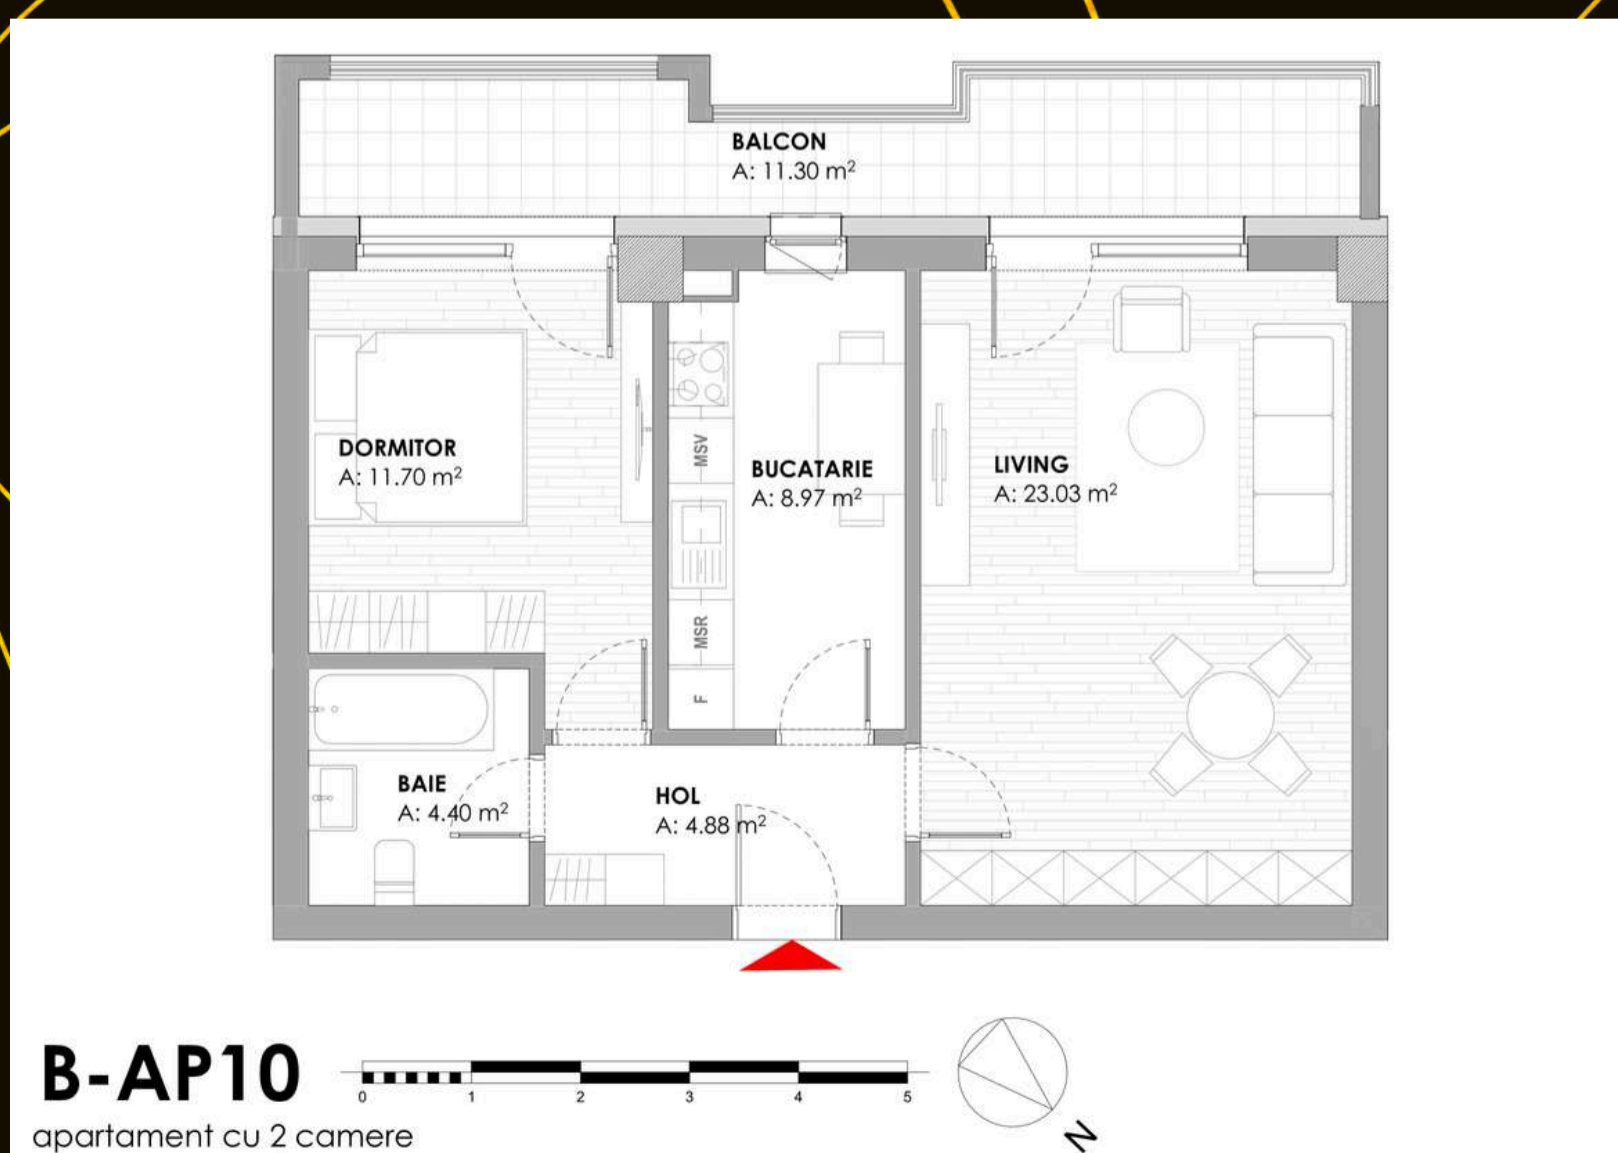 BALCON
A: 11.30 m²
DORMITOR
A: 11.70 m²
MSV
BUCATARIE
A: 8.97 m²
LIVING
A: 23.03 m²
MSR
F
BAIE
A: 4.40 m²
HOL
A: 4.88 m²
B-AP10
0 1 2 3 4 5
N
apartament cu 2 camere